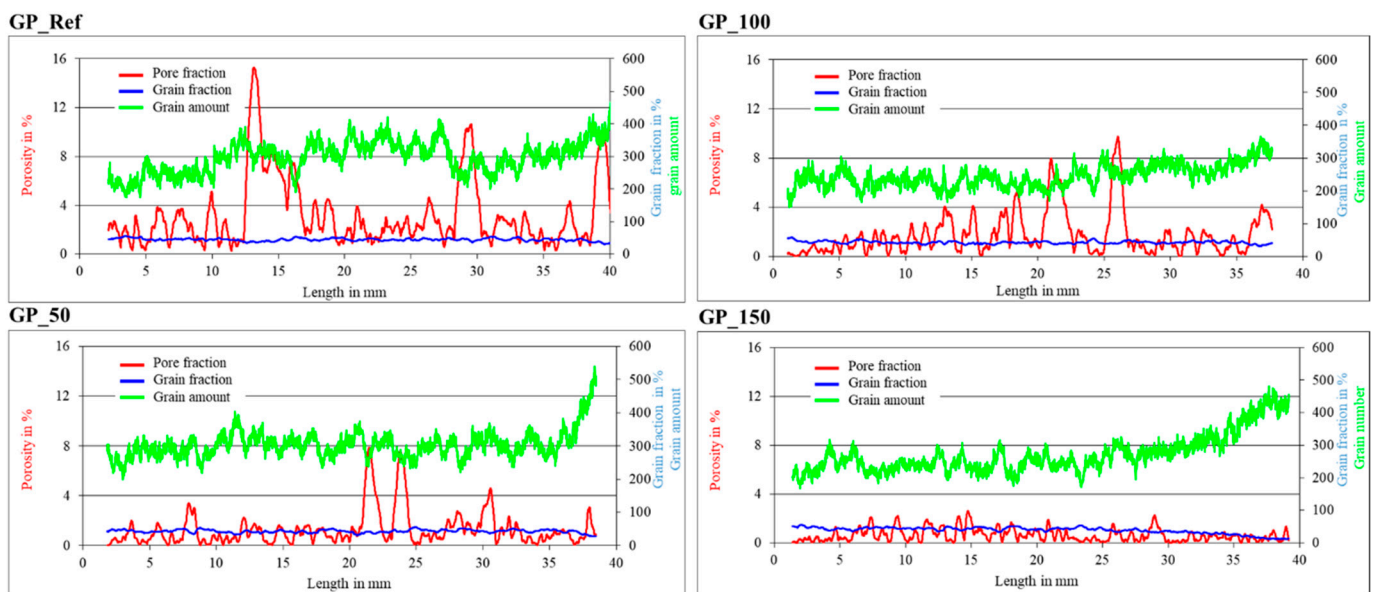 GP_Ref
16
12
8
4
0
Porosity in %
Pore fraction
Grain fraction
Grain amount
600
500
400
300
200
100
0
Grain fraction in %
grain amount
0 5 10 15 20 25 30 35 40
Length in mm
GP_100
16
12
8
4
0
Porosity in %
Pore fraction
Grain fraction
Grain amount
600
500
400
300
200
100
0
Grain fraction n %
Grain amount
0 5 10 15 20 25 30 35 40
Length in mm
GP_50
16
12
8
4
0
Porosity in %
Pore fraction
Grain fraction
Grain amount
600
500
400
300
200
100
0
Grain fraction in %
Grain amount
0 5 10 15 20 25 30 35 40
Length in mm
GP_150
16
12
8
4
0
Porosity in %
Pore fraction
Grain fraction
Grain amount
600
500
400
300
200
100
0
Grain fraction in %
Grain number
0 5 10 15 20 25 30 35 40
Length in mm